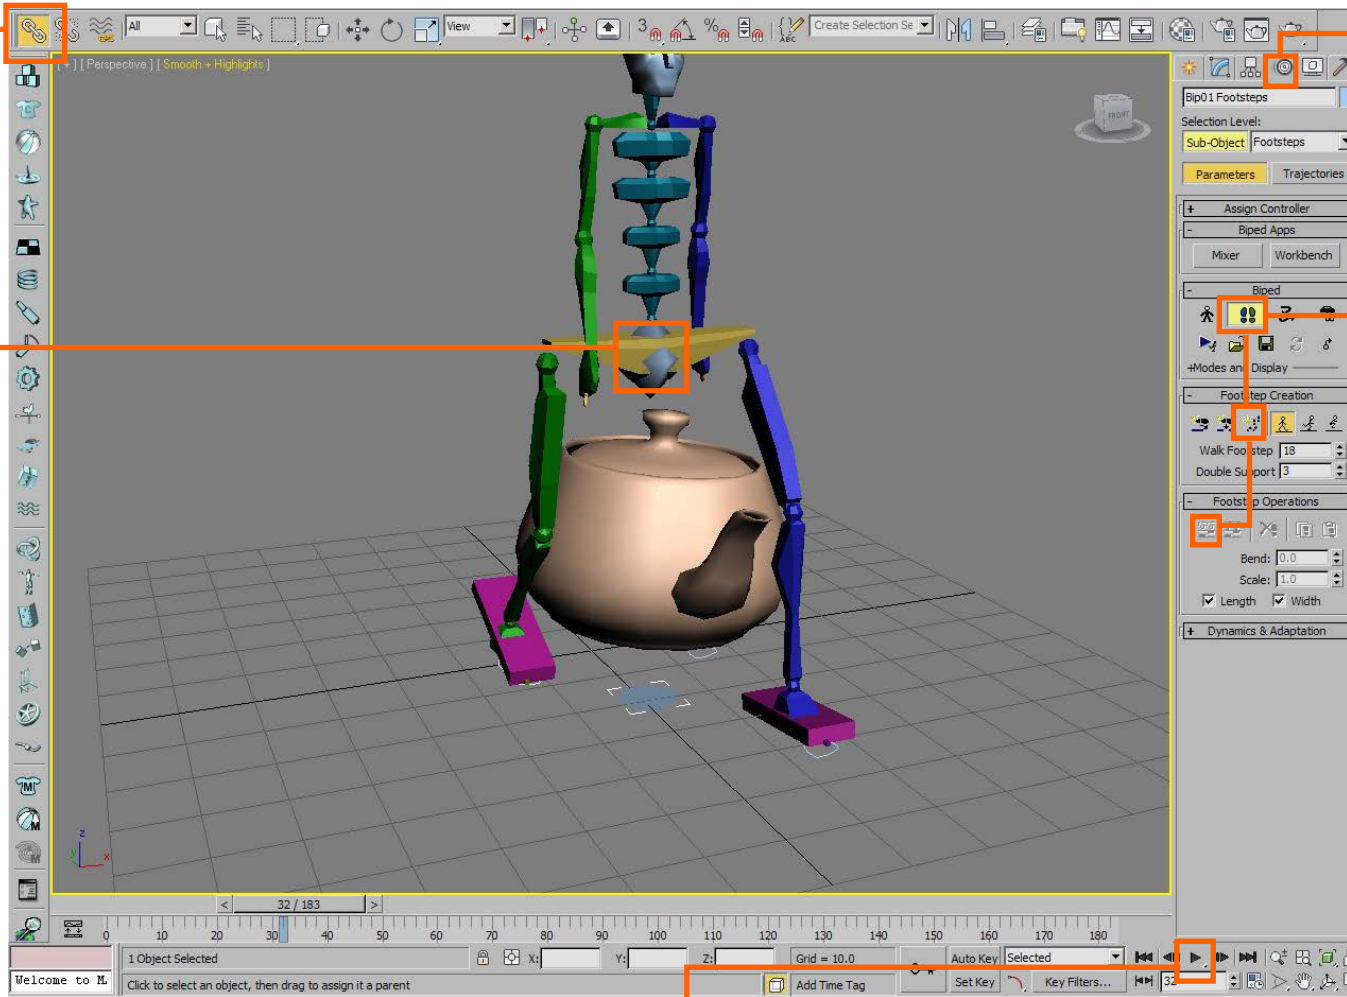 All
View
3
%
ABC
Create Selection Se
[ + ] [ Perspective ] [ Smooth + Highlights ]
FRONT
Bip01 Footsteps
Selection Level:
Sub-Object Footsteps
Parameters Trajectories
+ Assign Controller
- Biped Apps
Mixer Workbench
- Biped
+Modes and Display
- Footstep Creation
Walk Footstep 18
Double Support 3
- Footstep Operations
Bend: 0.0
Scale: 1.0
Length Width
+ Dynamics & Adaptation
z
y x
< 32 / 183 >
0 10 20 30 40 50 60 70 80 90 100 110 120 130 140 150 160 170 180
1 Object Selected X: Y: Z: Grid = 10.0 Auto Key Selected
Welcome to M Click to select an object, then drag to assign it a parent Add Time Tag Set Key Key Filters... 32